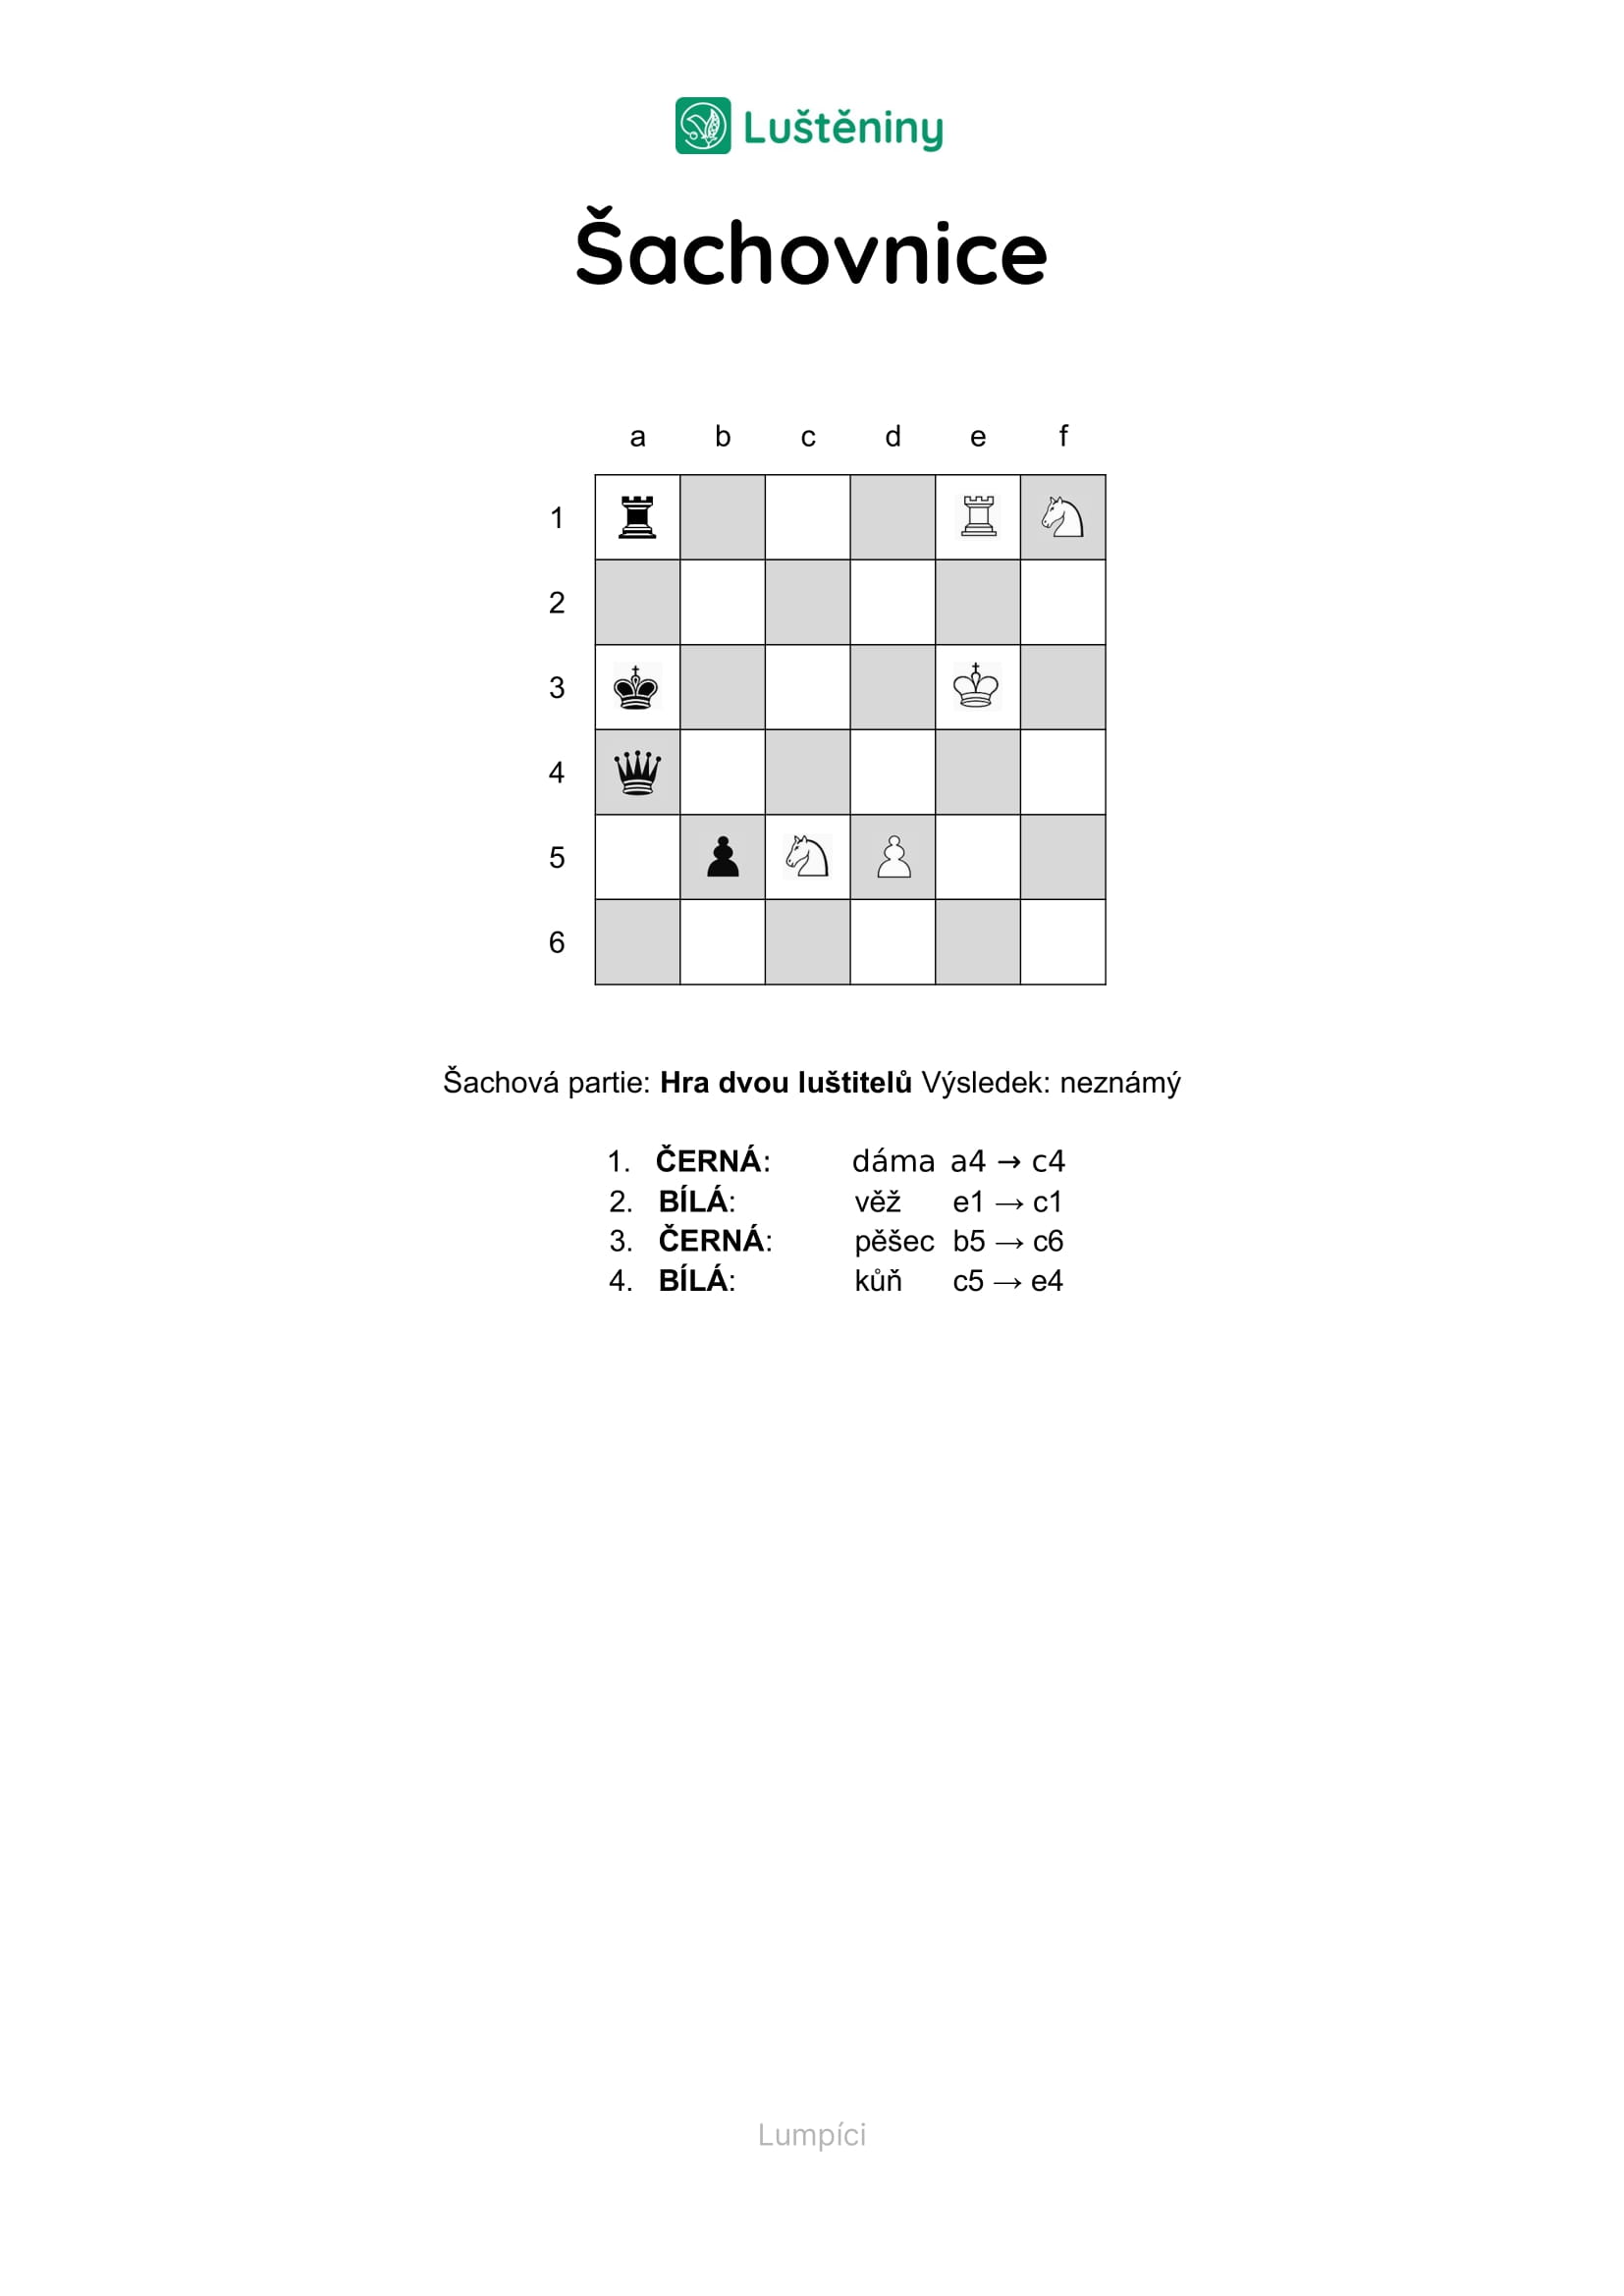 Luštěniny
Šachovnice
a b c d e f
1
2
3
4
5
6
Šachová partie: Hra dvou luštitelů Výsledek: neznámý
1. ČERNÁ: dáma a4 → c4
2. BÍLÁ: věž e1 → c1
3. ČERNÁ: pěšec b5 → c6
4. BÍLÁ: kůň c5 → e4
Lumpíci